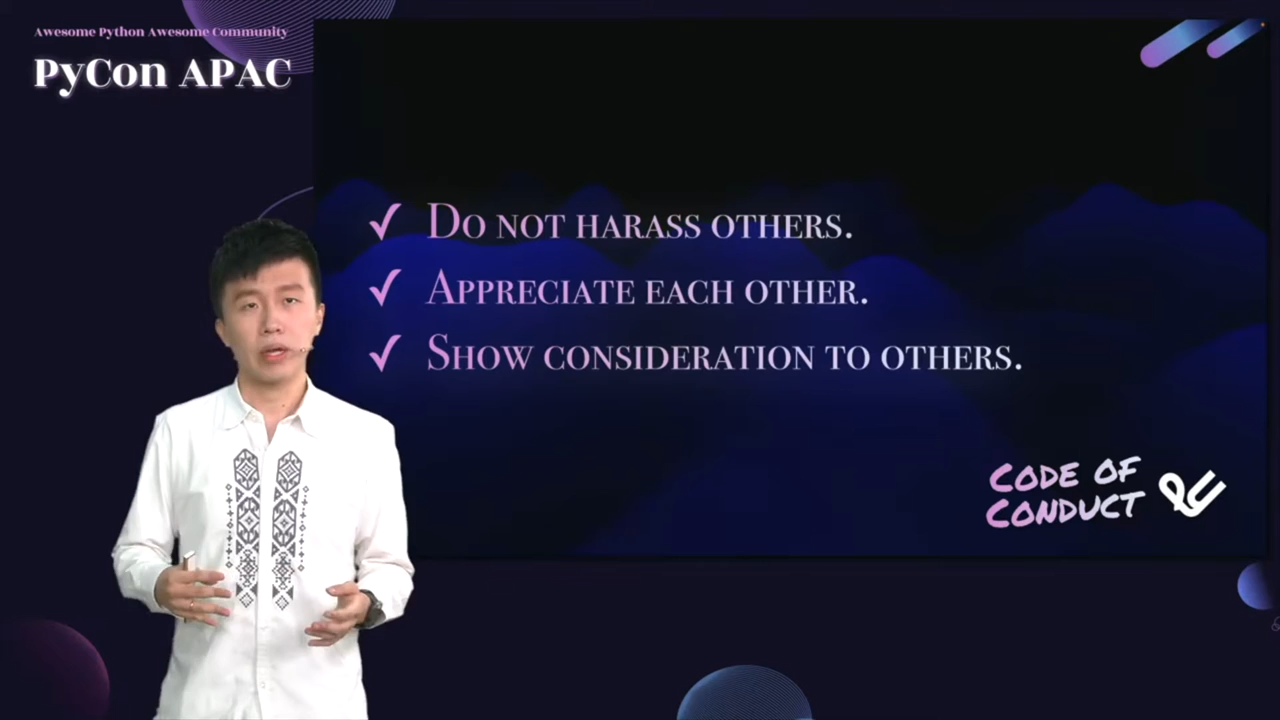 Awesome Python Awesome Community
PyCon APAC
✓ Do not harass others.
✓ Appreciate each other.
✓ Show consideration to others.
Code of
Conduct